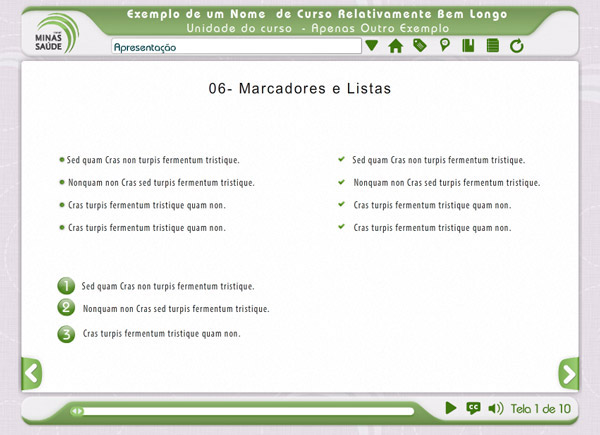 Exemplo de um Nome de Curso Relativamente Bem Longo
Unidade do curso - Apenas Outro Exemplo
MINAS
SAÚDE
Apresentação
06- Marcadores e Listas
Sed quam Cras non turpis fermentum tristique.
Nonquam non Cras sed turpis fermentum tristique.
Cras turpis fermentum tristique quam non.
Cras turpis fermentum tristique quam non.
Sed quam Cras non turpis fermentum tristique.
Nonquam non Cras sed turpis fermentum tristique.
Cras turpis fermentum tristique quam non.
Cras turpis fermentum tristique quam non.
1 Sed quam Cras non turpis fermentum tristique.
2 Nonquam non Cras sed turpis fermentum tristique.
3 Cras turpis fermentum tristique quam non.
CC
Tela 1 de 10